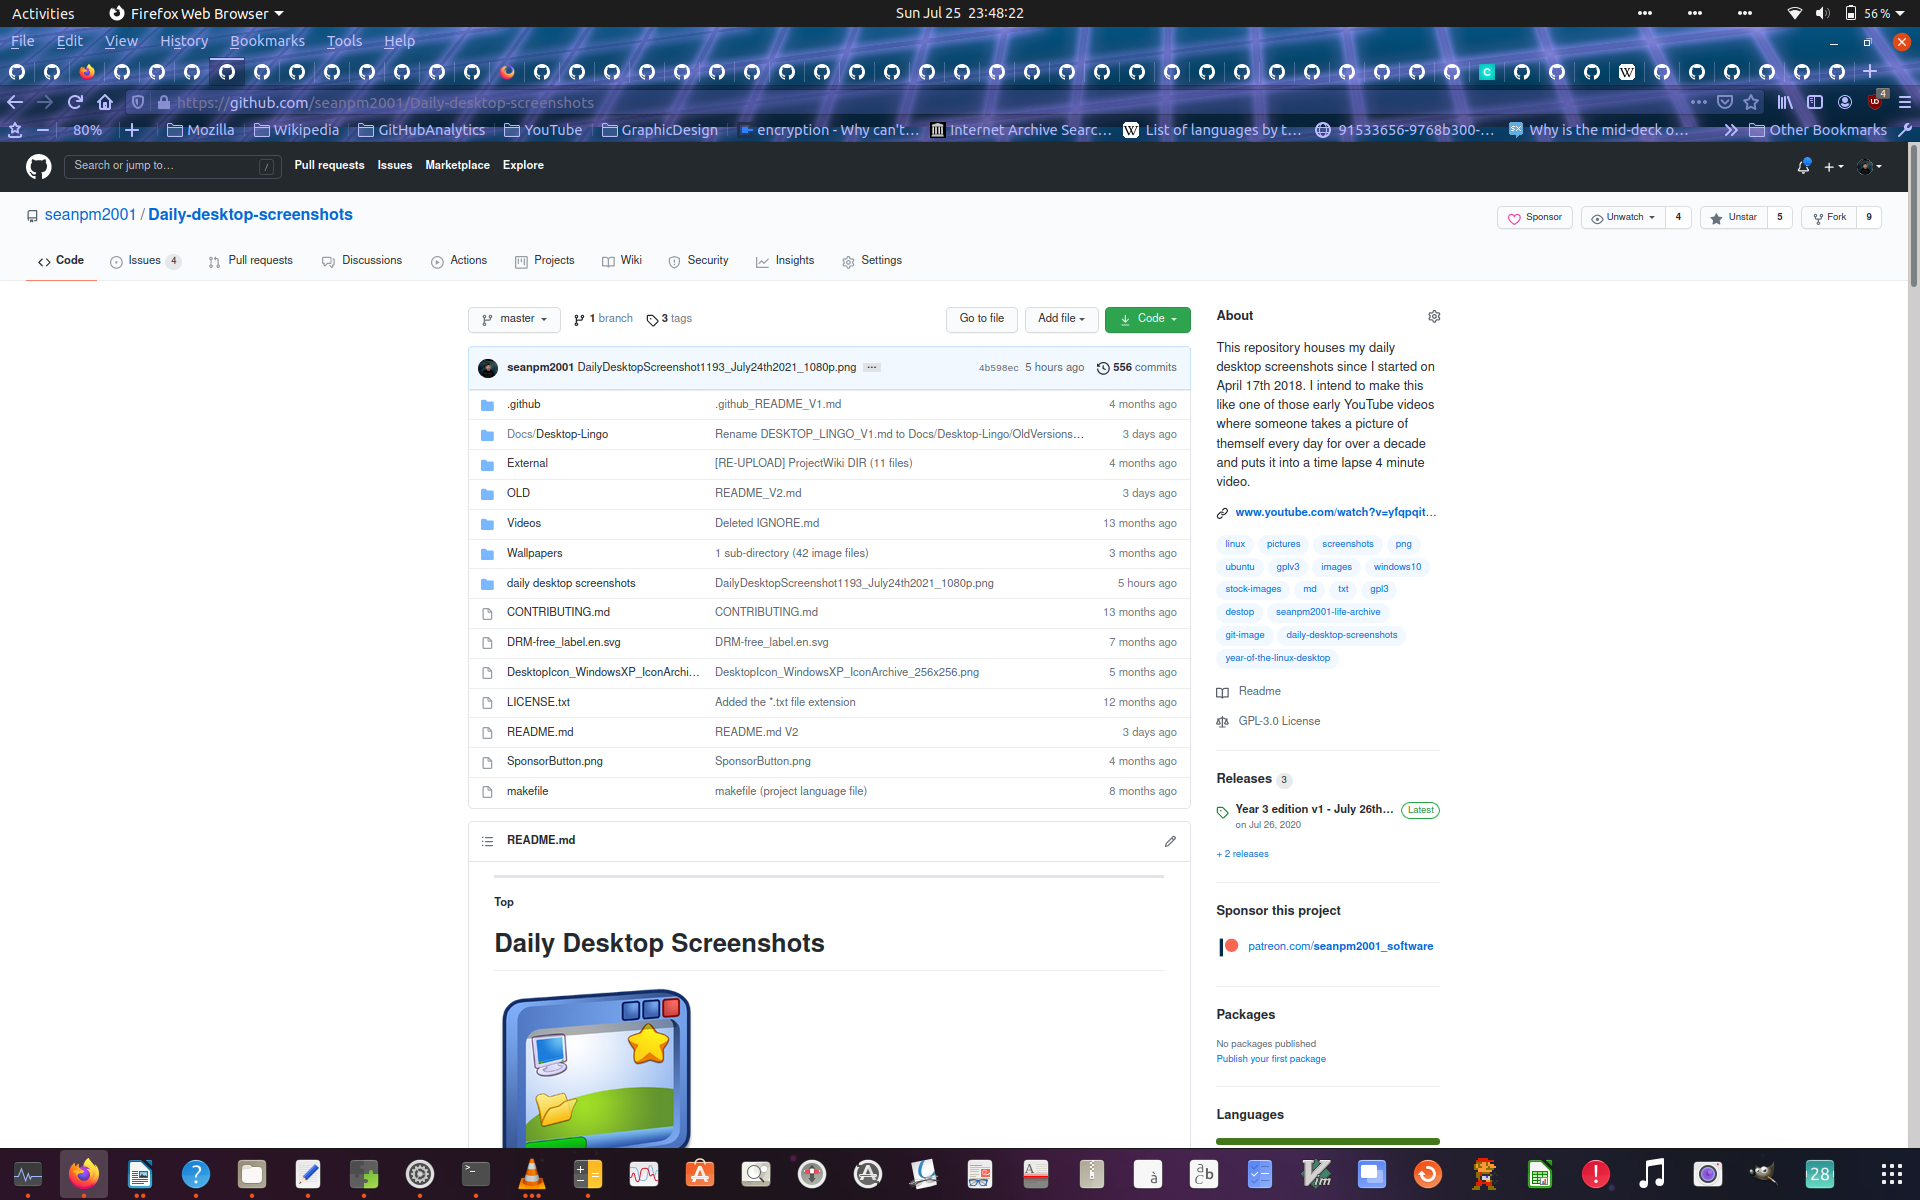 Activities Firefox Web Browser Sun Jul 25 23:48:22 56 %
File Edit View History Bookmarks Tools Help
https://github.com/seanpm2001/Daily-desktop-screenshots 4
80% Mozilla Wikipedia GitHubAnalytics YouTube GraphicDesign encryption - Why can't... Internet Archive Searc... List of languages by t... 91533656-9768b300-... Why is the mid-deck o... Other Bookmarks
Search or jump to... / Pull requests Issues Marketplace Explore
seanpm2001 / Daily-desktop-screenshots Sponsor Unwatch 4 Unstar 5 Fork 9
Code Issues 4 Pull requests Discussions Actions Projects Wiki Security Insights Settings
master 1 branch 3 tags Go to file Add file Code
seanpm2001 DailyDesktopScreenshot1193_July24th2021_1080p.png ... 4b598ec 5 hours ago 556 commits
.github .github_README_V1.md 4 months ago
Docs/Desktop-Lingo Rename DESKTOP_LINGO_V1.md to Docs/Desktop-Lingo/OldVersions... 3 days ago
External [RE-UPLOAD] ProjectWiki DIR (11 files) 4 months ago
OLD README_V2.md 3 days ago
Videos Deleted IGNORE.md 13 months ago
Wallpapers 1 sub-directory (42 image files) 3 months ago
daily desktop screenshots DailyDesktopScreenshot1193_July24th2021_1080p.png 5 hours ago
CONTRIBUTING.md CONTRIBUTING.md 13 months ago
DRM-free_label.en.svg DRM-free_label.en.svg 7 months ago
DesktopIcon_WindowsXP_IconArchi... DesktopIcon_WindowsXP_IconArchive_256x256.png 5 months ago
LICENSE.txt Added the *.txt file extension 12 months ago
README.md README.md V2 3 days ago
SponsorButton.png SponsorButton.png 4 months ago
makefile makefile (project language file) 8 months ago
README.md
Top
Daily Desktop Screenshots
About
This repository houses my daily
desktop screenshots since I started on
April 17th 2018. I intend to make this
like one of those early YouTube videos
where someone takes a picture of
themself every day for over a decade
and puts it into a time lapse 4 minute
video.
www.youtube.com/watch?v=yfqpqit...
linux pictures screenshots png
ubuntu gplv3 images windows10
stock-images md txt gpl3
destop seanpm2001-life-archive
git-image daily-desktop-screenshots
year-of-the-linux-desktop
Readme
GPL-3.0 License
Releases 3
Year 3 edition v1 - July 26th... Latest
on Jul 26, 2020
+ 2 releases
Sponsor this project
patreon.com/seanpm2001_software
Packages
No packages published
Publish your first package
Languages
28